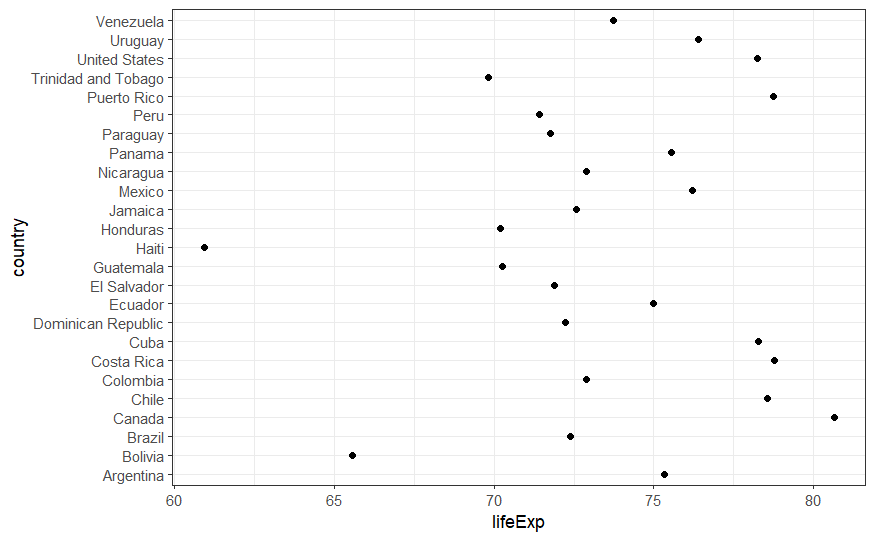 Venezuela
Uruguay
United States
Trinidad and Tobago
Puerto Rico
Peru
Paraguay
Panama
Nicaragua
Mexico
Jamaica
Honduras
Haiti
Guatemala
El Salvador
Ecuador
Dominican Republic
Cuba
Costa Rica
Colombia
Chile
Canada
Brazil
Bolivia
Argentina
country
60 65 70 75 80
lifeExp